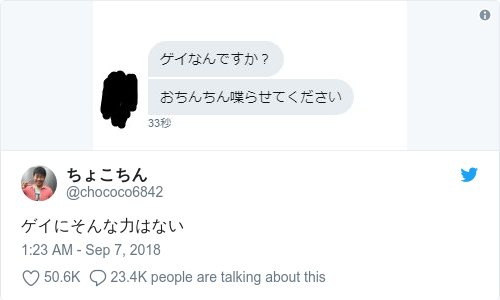 ゲイなんですか？
おちんちん喋らせてください
33秒
ちょこちん
@chococo6842
ゲイにそんな力はない
1:23 AM - Sep 7, 2018
50.6K 23.4K people are talking about this